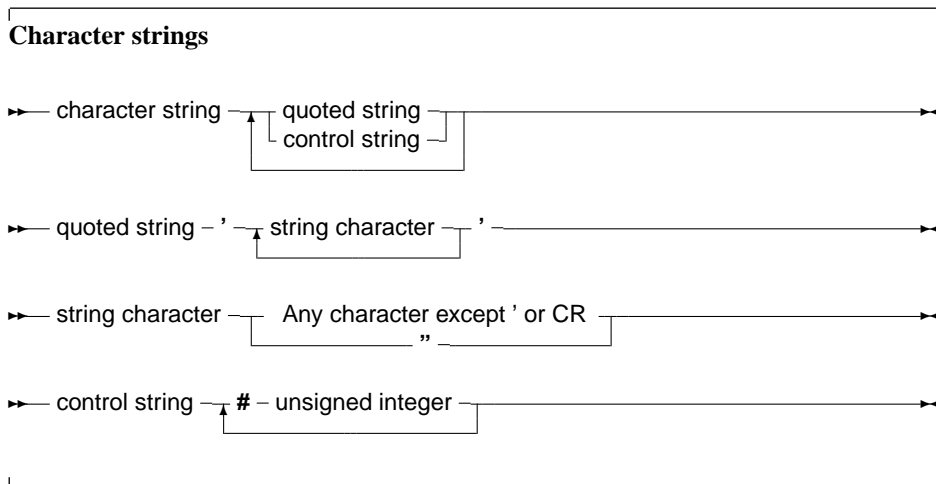 Character strings
character string quoted string
control string
quoted string ’ string character ’
string character Any character except ’ or CR
”
control string # unsigned integer